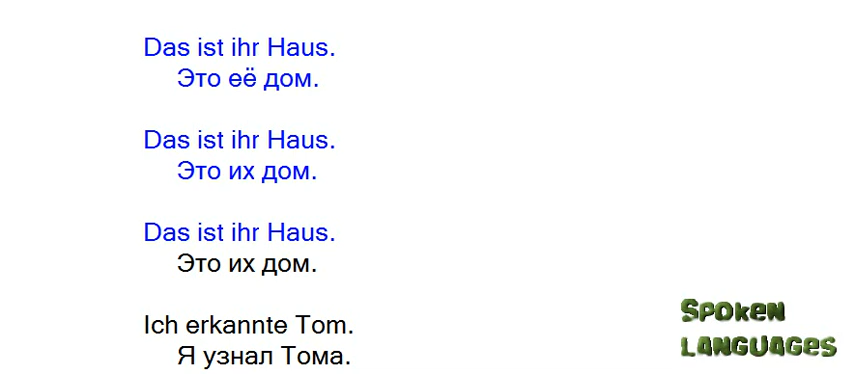 Das ist ihr Haus.
Это её дом.
Das ist ihr Haus.
Это их дом.
Das ist ihr Haus.
Это их дом.
Ich erkannte Tom.
Я узнал Тома.
Spoken
Languages